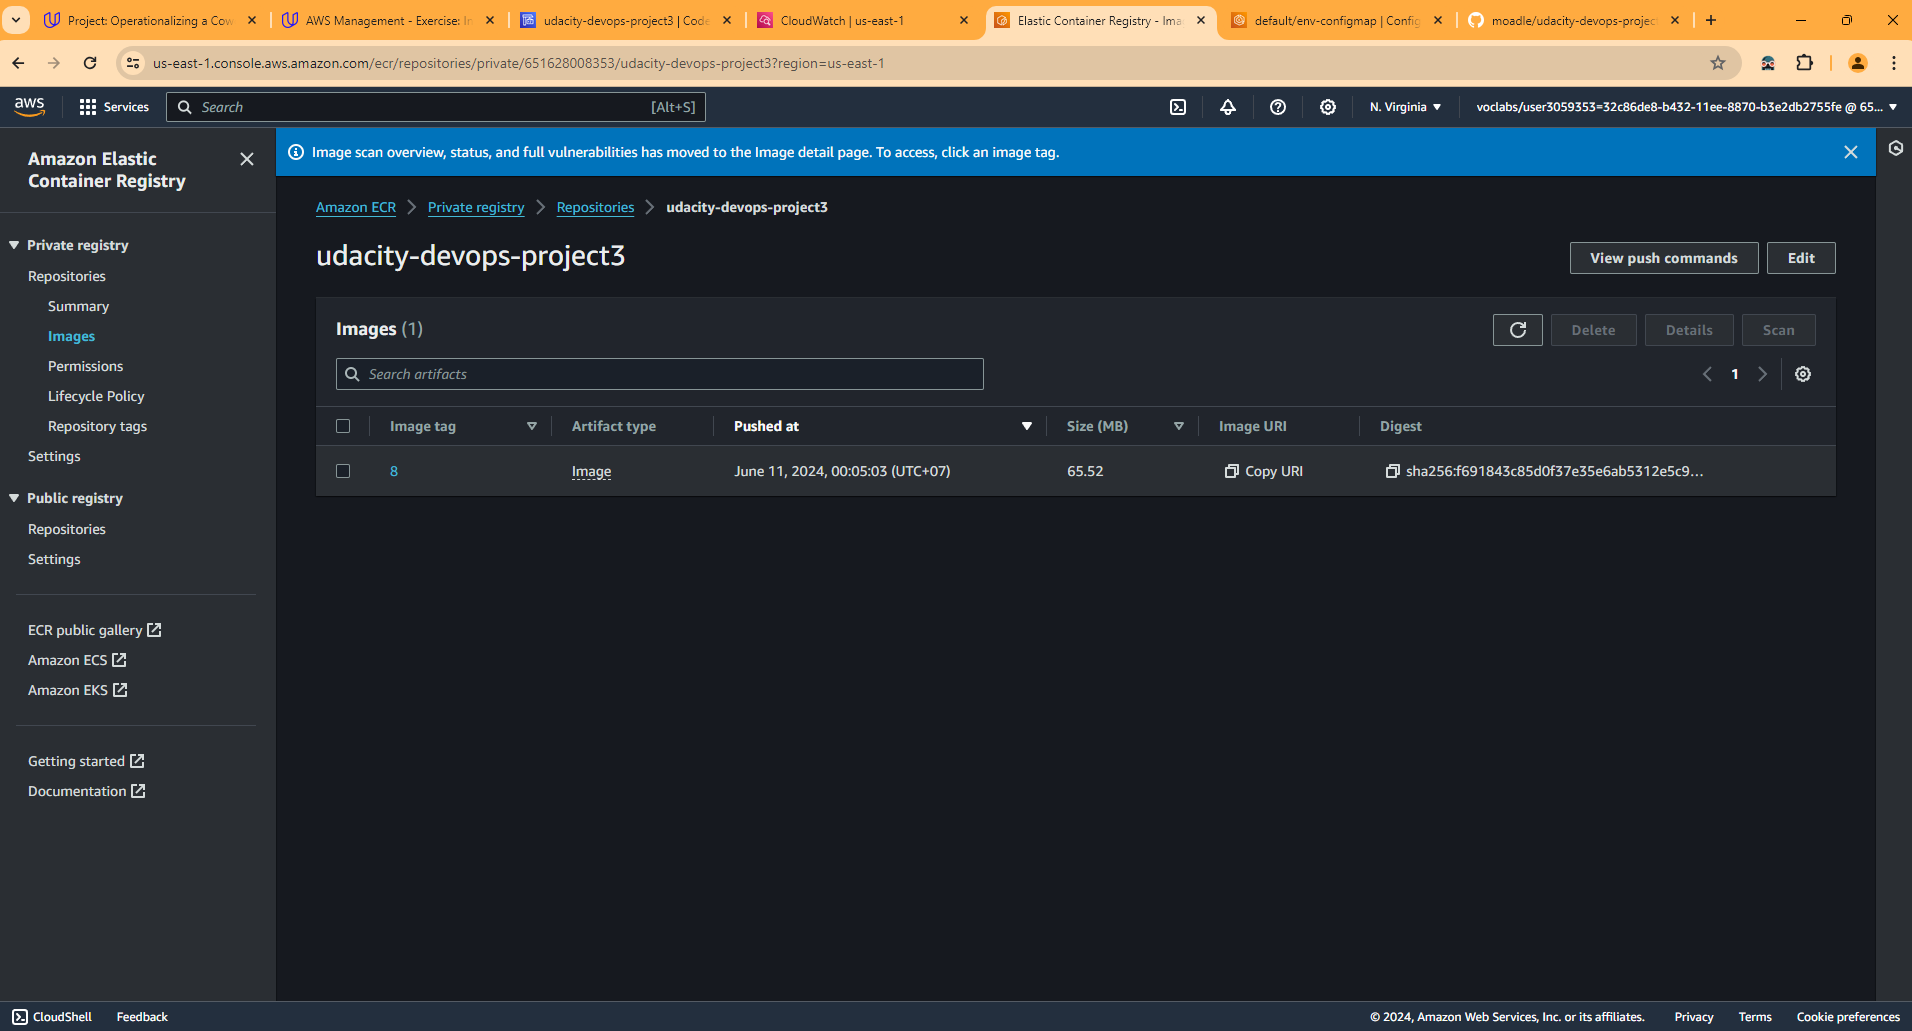 Project: Operationalizing a Cow
AWS Management - Exercise: In
udacity-devops-project3 | Code
CloudWatch | us-east-1
Elastic Container Registry - Ima
default/env-configmap | Config
moadle/udacity-devops-project
us-east-1.console.aws.amazon.com/ecr/repositories/private/651628008353/udacity-devops-project3?region=us-east-1
aws
Services
Search
[Alt+S]
N. Virginia
voclabs/user3059353=32c86de8-b432-11ee-8870-b3e2db2755fe @ 65...
Amazon Elastic
Container Registry
Image scan overview, status, and full vulnerabilities has moved to the Image detail page. To access, click an image tag.
Private registry
Repositories
Summary
Images
Permissions
Lifecycle Policy
Repository tags
Settings
Public registry
Repositories
Settings
ECR public gallery
Amazon ECS
Amazon EKS
Getting started
Documentation
Amazon ECR
Private registry
Repositories
udacity-devops-project3
udacity-devops-project3
View push commands
Edit
Images (1)
Delete
Details
Scan
Search artifacts
1
Image tag
Artifact type
Pushed at
Size (MB)
Image URI
Digest
8
Image
June 11, 2024, 00:05:03 (UTC+07)
65.52
Copy URI
sha256:f691843c85d0f37e35e6ab5312e5c9...
CloudShell
Feedback
© 2024, Amazon Web Services, Inc. or its affiliates.
Privacy
Terms
Cookie preferences